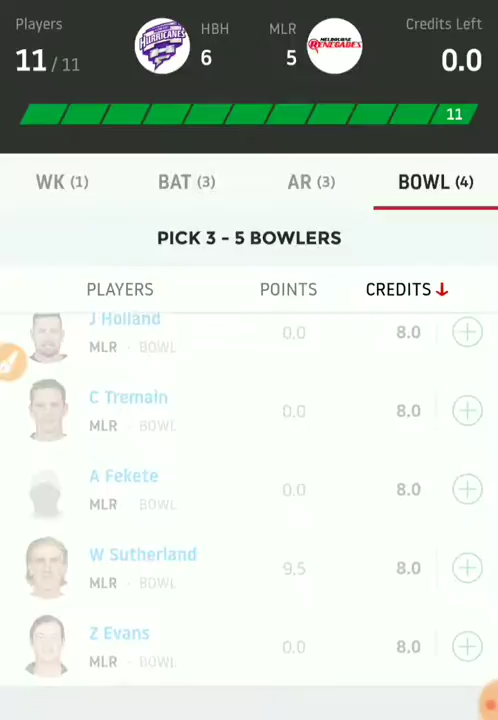 Players
HBH
MLR
Credits Left
11 / 11
HURRICANES
6
5
MELBOURNE
RENEGADES
0.0
11
WK (1)
BAT (3)
AR (3)
BOWL (4)
PICK 3 - 5 BOWLERS
PLAYERS
POINTS
CREDITS ↓
J Holland
MLR - BOWL
0.0
8.0
C Tremain
MLR - BOWL
0.0
8.0
A Fekete
MLR - BOWL
0.0
8.0
W Sutherland
MLR - BOWL
9.5
8.0
Z Evans
MLR - BOWL
0.0
8.0